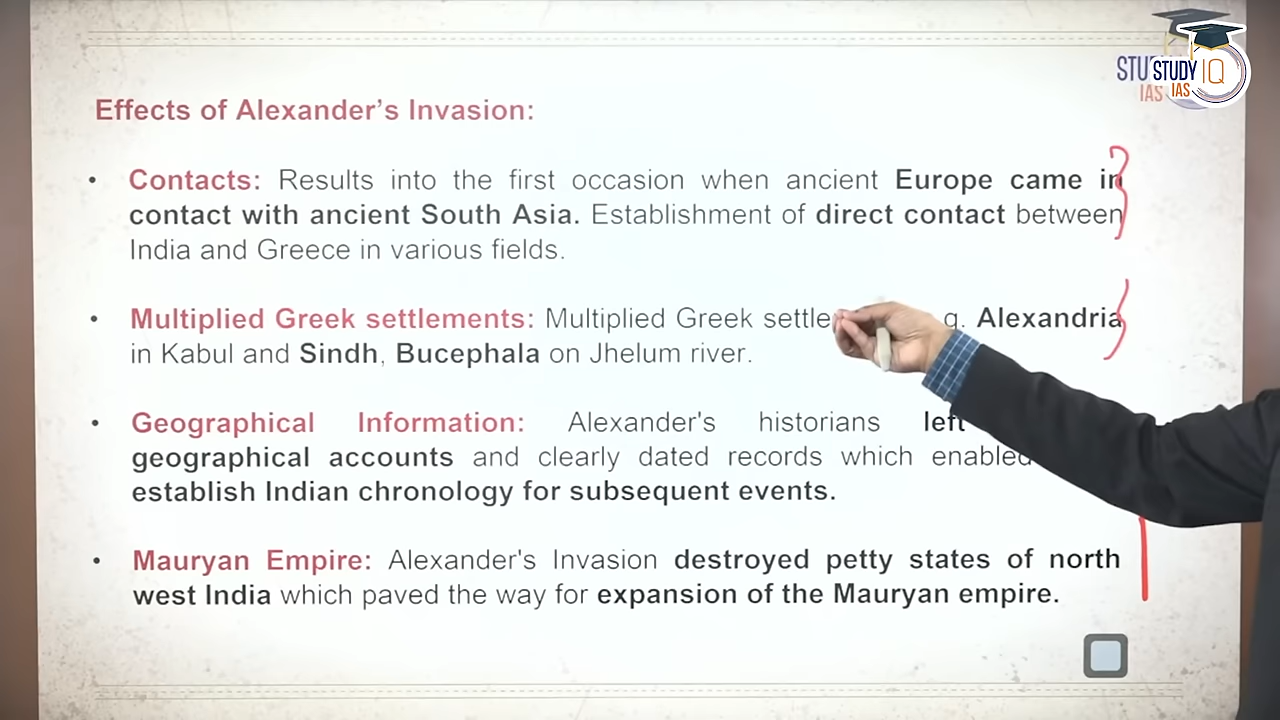 STUDY IQ
IAS
STU
IAS
Effects of Alexander's Invasion:
• Contacts: Results into the first occasion when ancient Europe came in
contact with ancient South Asia. Establishment of direct contact between
India and Greece in various fields.
• Multiplied Greek settlements: Multiplied Greek g. Alexandria
in Kabul and Sindh, Bucephala on Jhelum river.
• Geographical Information: Alexander's historians left
geographical accounts and clearly dated records which enabled
establish Indian chronology for subsequent events.
• Mauryan Empire: Alexander's Invasion destroyed petty states of north
west India which paved the way for expansion of the Mauryan empire.